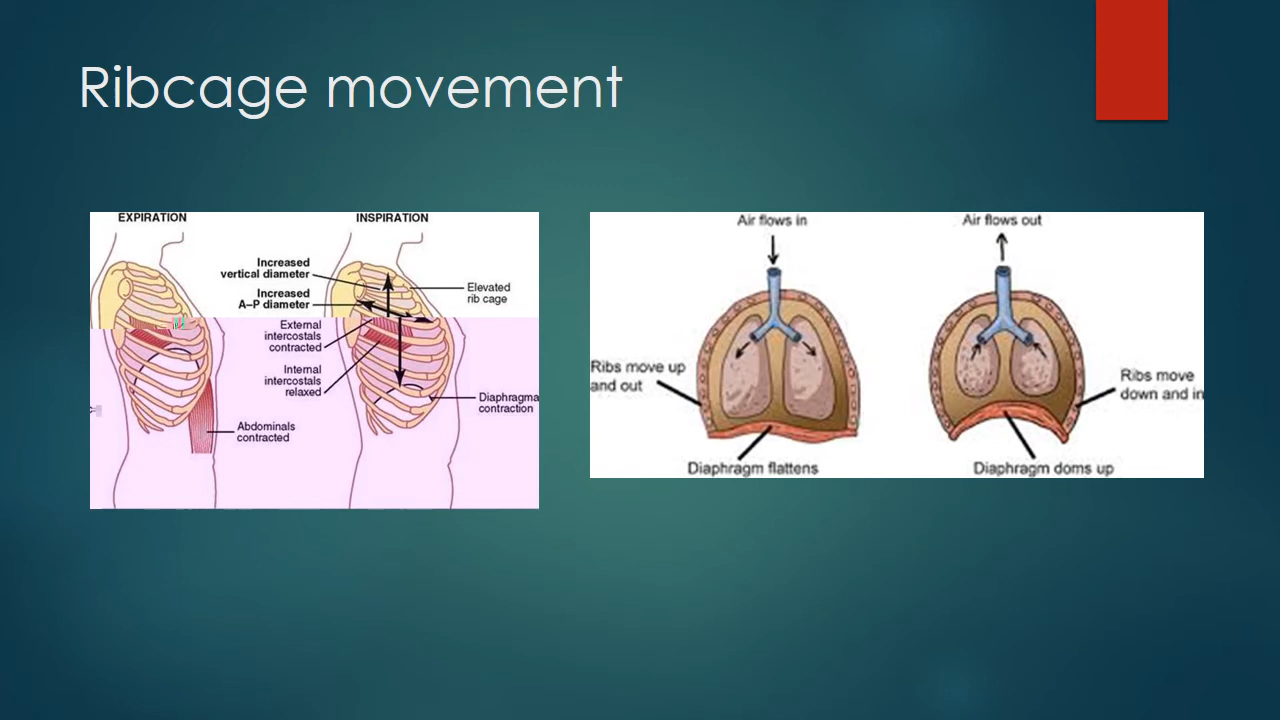 Ribcage movement
EXPIRATION
INSPIRATION
Increased
vertical diameter
Increased
A–P diameter
Elevated
rib cage
External
intercostals
contracted
Internal
intercostals
relaxed
Diaphragma
contraction
Abdominals
contracted
Air flows in
Air flows out
Ribs move up
and out
Ribs move
down and in
Diaphragm flattens
Diaphragm doms up